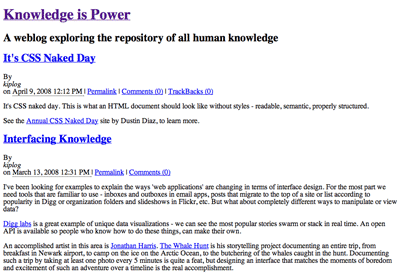 Knowledge is Power
A weblog exploring the repository of all human knowledge
It's CSS Naked Day
By
kiplog
on April 9, 2008 12:12 PM | Permalink | Comments (0) | TrackBacks (0)
It's CSS naked day. This is what an HTML document should look like without styles - readable, semantic, properly structured.
See the Annual CSS Naked Day site by Dustin Diaz, to learn more.
Interfacing Knowledge
By
kiplog
on March 13, 2008 12:31 PM | Permalink | Comments (0)
I've been looking for examples to explain the ways 'web applications' are changing in terms of interface design. For the most part we
need tools that are familiar to use - inboxes and outboxes in email apps, posts that migrate to the top of a site or list according to
popularity in Digg or organization folders and slideshows in Flickr, etc. But what about completely different ways to manipulate or view
data?
Digg labs is a great example of unique data visualizations - we can see the most popular stories swarm or stack in real time. An open
API is available so people who know how to do these things, can make their own.
An accomplished artist in this area is Jonathan Harris. The Whale Hunt is his storytelling project documenting an entire trip, from
breakfast in Newark airport, to camp on the ice on the Arctic Ocean, to the butchering of the whales caught in the hunt. Documenting
such a trip by taking at least one photo every 5 minutes is quite a feat, but designing an interface that matches the moments of boredom
and excitement of such an adventure over a timeline is the real accomplishment.